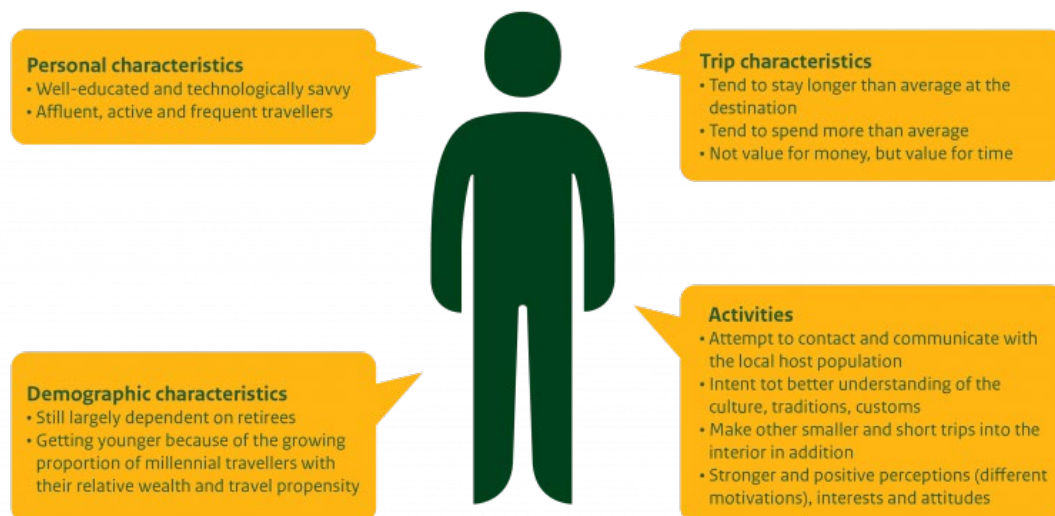 Personal characteristics
• Well-educated and technologically savvy
• Affluent, active and frequent travellers
Trip characteristics
• Tend to stay longer than average at the
destination
• Tend to spend more than average
• Not value for money, but value for time
Demographic characteristics
• Still largely dependent on retirees
• Getting younger because of the growing
proportion of millennial travellers with
their relative wealth and travel propensity
Activities
• Attempt to contact and communicate with
the local host population
• Intent tot better understanding of the
culture, traditions, customs
• Make other smaller and short trips into the
interior in addition
• Stronger and positive perceptions (different
motivations), interests and attitudes